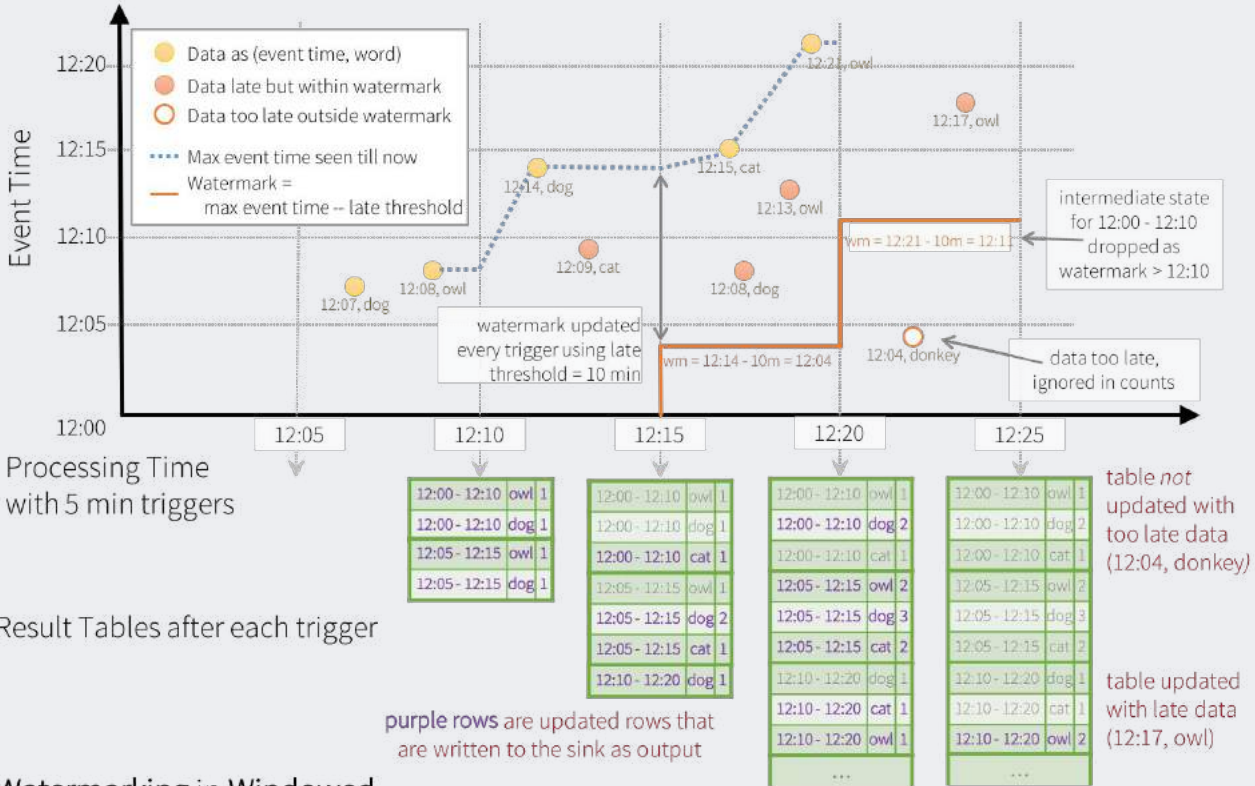 Event Time
12:20
12:15
12:10
12:05
12:00
Data as (event time, word)
Data late but within watermark
Data too late outside watermark
Max event time seen till now
Watermark =
max event time -- late threshold
12:07, dog
12:08, owl
12:14, dog
12:09, cat
12:15, cat
12:13, owl
12:08, dog
12:21, owl
12:17, owl
12:04, donkey
watermark updated
every trigger using late
threshold = 10 min
wm = 12:14 - 10m = 12:04
wm = 12:21 - 10m = 12:11
intermediate state
for 12:00 - 12:10
dropped as
watermark > 12:10
data too late,
ignored in counts
12:05
12:10
12:15
12:20
12:25
Processing Time
with 5 min triggers
12:00 - 12:10 owl 1
12:00 - 12:10 dog 1
12:05 - 12:15 owl 1
12:05 - 12:15 dog 1
12:00 - 12:10 owl 1
12:00 - 12:10 dog 1
12:00 - 12:10 cat 1
12:05 - 12:15 owl 1
12:05 - 12:15 dog 2
12:05 - 12:15 cat 1
12:10 - 12:20 dog 1
12:00 - 12:10 owl 1
12:00 - 12:10 dog 2
12:00 - 12:10 cat 1
12:05 - 12:15 owl 2
12:05 - 12:15 dog 3
12:05 - 12:15 cat 2
12:10 - 12:20 dog 1
12:10 - 12:20 cat 1
12:10 - 12:20 owl 1
...
12:00 - 12:10 owl 1
12:00 - 12:10 dog 2
12:00 - 12:10 cat 1
12:05 - 12:15 owl 2
12:05 - 12:15 dog 3
12:05 - 12:15 cat 2
12:10 - 12:20 dog 1
12:10 - 12:20 cat 1
12:10 - 12:20 owl 2
...
table not
updated with
too late data
(12:04, donkey)
table updated
with late data
(12:17, owl)
Result Tables after each trigger
purple rows are updated rows that
are written to the sink as output
Watermarking in Windowed